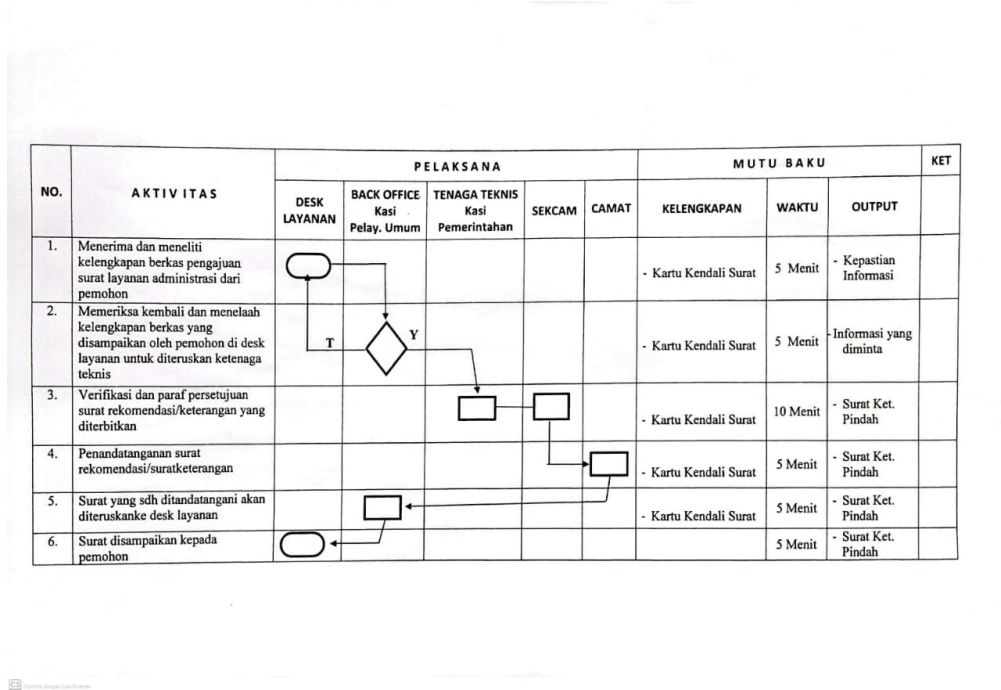 NO.
AKTIVITAS
PELAKSANA
MUTU BAKU
KET
DESK
LAYANAN
BACK OFFICE
Kasi
Pelay. Umum
TENAGA TEKNIS
Kasi
Pemerintahan
SEKCAM
CAMAT
KELENGKAPAN
WAKTU
OUTPUT
1.
Menerima dan meneliti
kelengkapan berkas pengajuan
surat layanan administrasi dari
pemohon
- Kartu Kendali Surat
5 Menit
- Kepastian
Informasi
2.
Memeriksa kembali dan menelaah
kelengkapan berkas yang
disampaikan oleh pemohon di desk
layanan untuk diteruskan ketenaga
teknis
T
Y
- Kartu Kendali Surat
5 Menit
- Informasi yang
diminta
3.
Verifikasi dan paraf persetujuan
surat rekomendasi/keterangan yang
diterbitkan
- Kartu Kendali Surat
10 Menit
- Surat Ket.
Pindah
4.
Penandatanganan surat
rekomendasi/suratketerangan
- Kartu Kendali Surat
5 Menit
- Surat Ket.
Pindah
5.
Surat yang sdh ditandatangani akan
diteruskanke desk layanan
- Kartu Kendali Surat
5 Menit
- Surat Ket.
Pindah
6.
Surat disampaikan kepada
pemohon
5 Menit
- Surat Ket.
Pindah
CS Dipindai dengan CamScanner